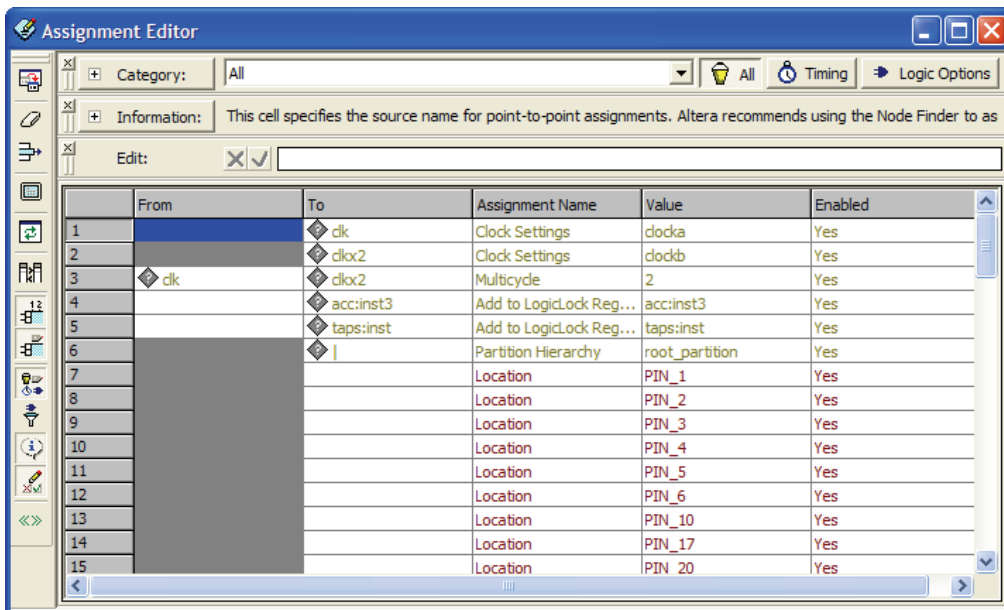 Assignment Editor
Category: All All Timing Logic Options
Information: This cell specifies the source name for point-to-point assignments. Altera recommends using the Node Finder to as
Edit:
From To Assignment Name Value Enabled
1 clk Clock Settings clocka Yes
2 clkx2 Clock Settings clockb Yes
3 clk clkx2 Multicycle 2 Yes
4 acc:inst3 Add to LogicLock Reg... acc:inst3 Yes
5 taps:inst Add to LogicLock Reg... taps:inst Yes
6 | Partition Hierarchy root_partition Yes
7 Location PIN_1 Yes
8 Location PIN_2 Yes
9 Location PIN_3 Yes
10 Location PIN_4 Yes
11 Location PIN_5 Yes
12 Location PIN_6 Yes
13 Location PIN_10 Yes
14 Location PIN_17 Yes
15 Location PIN_20 Yes